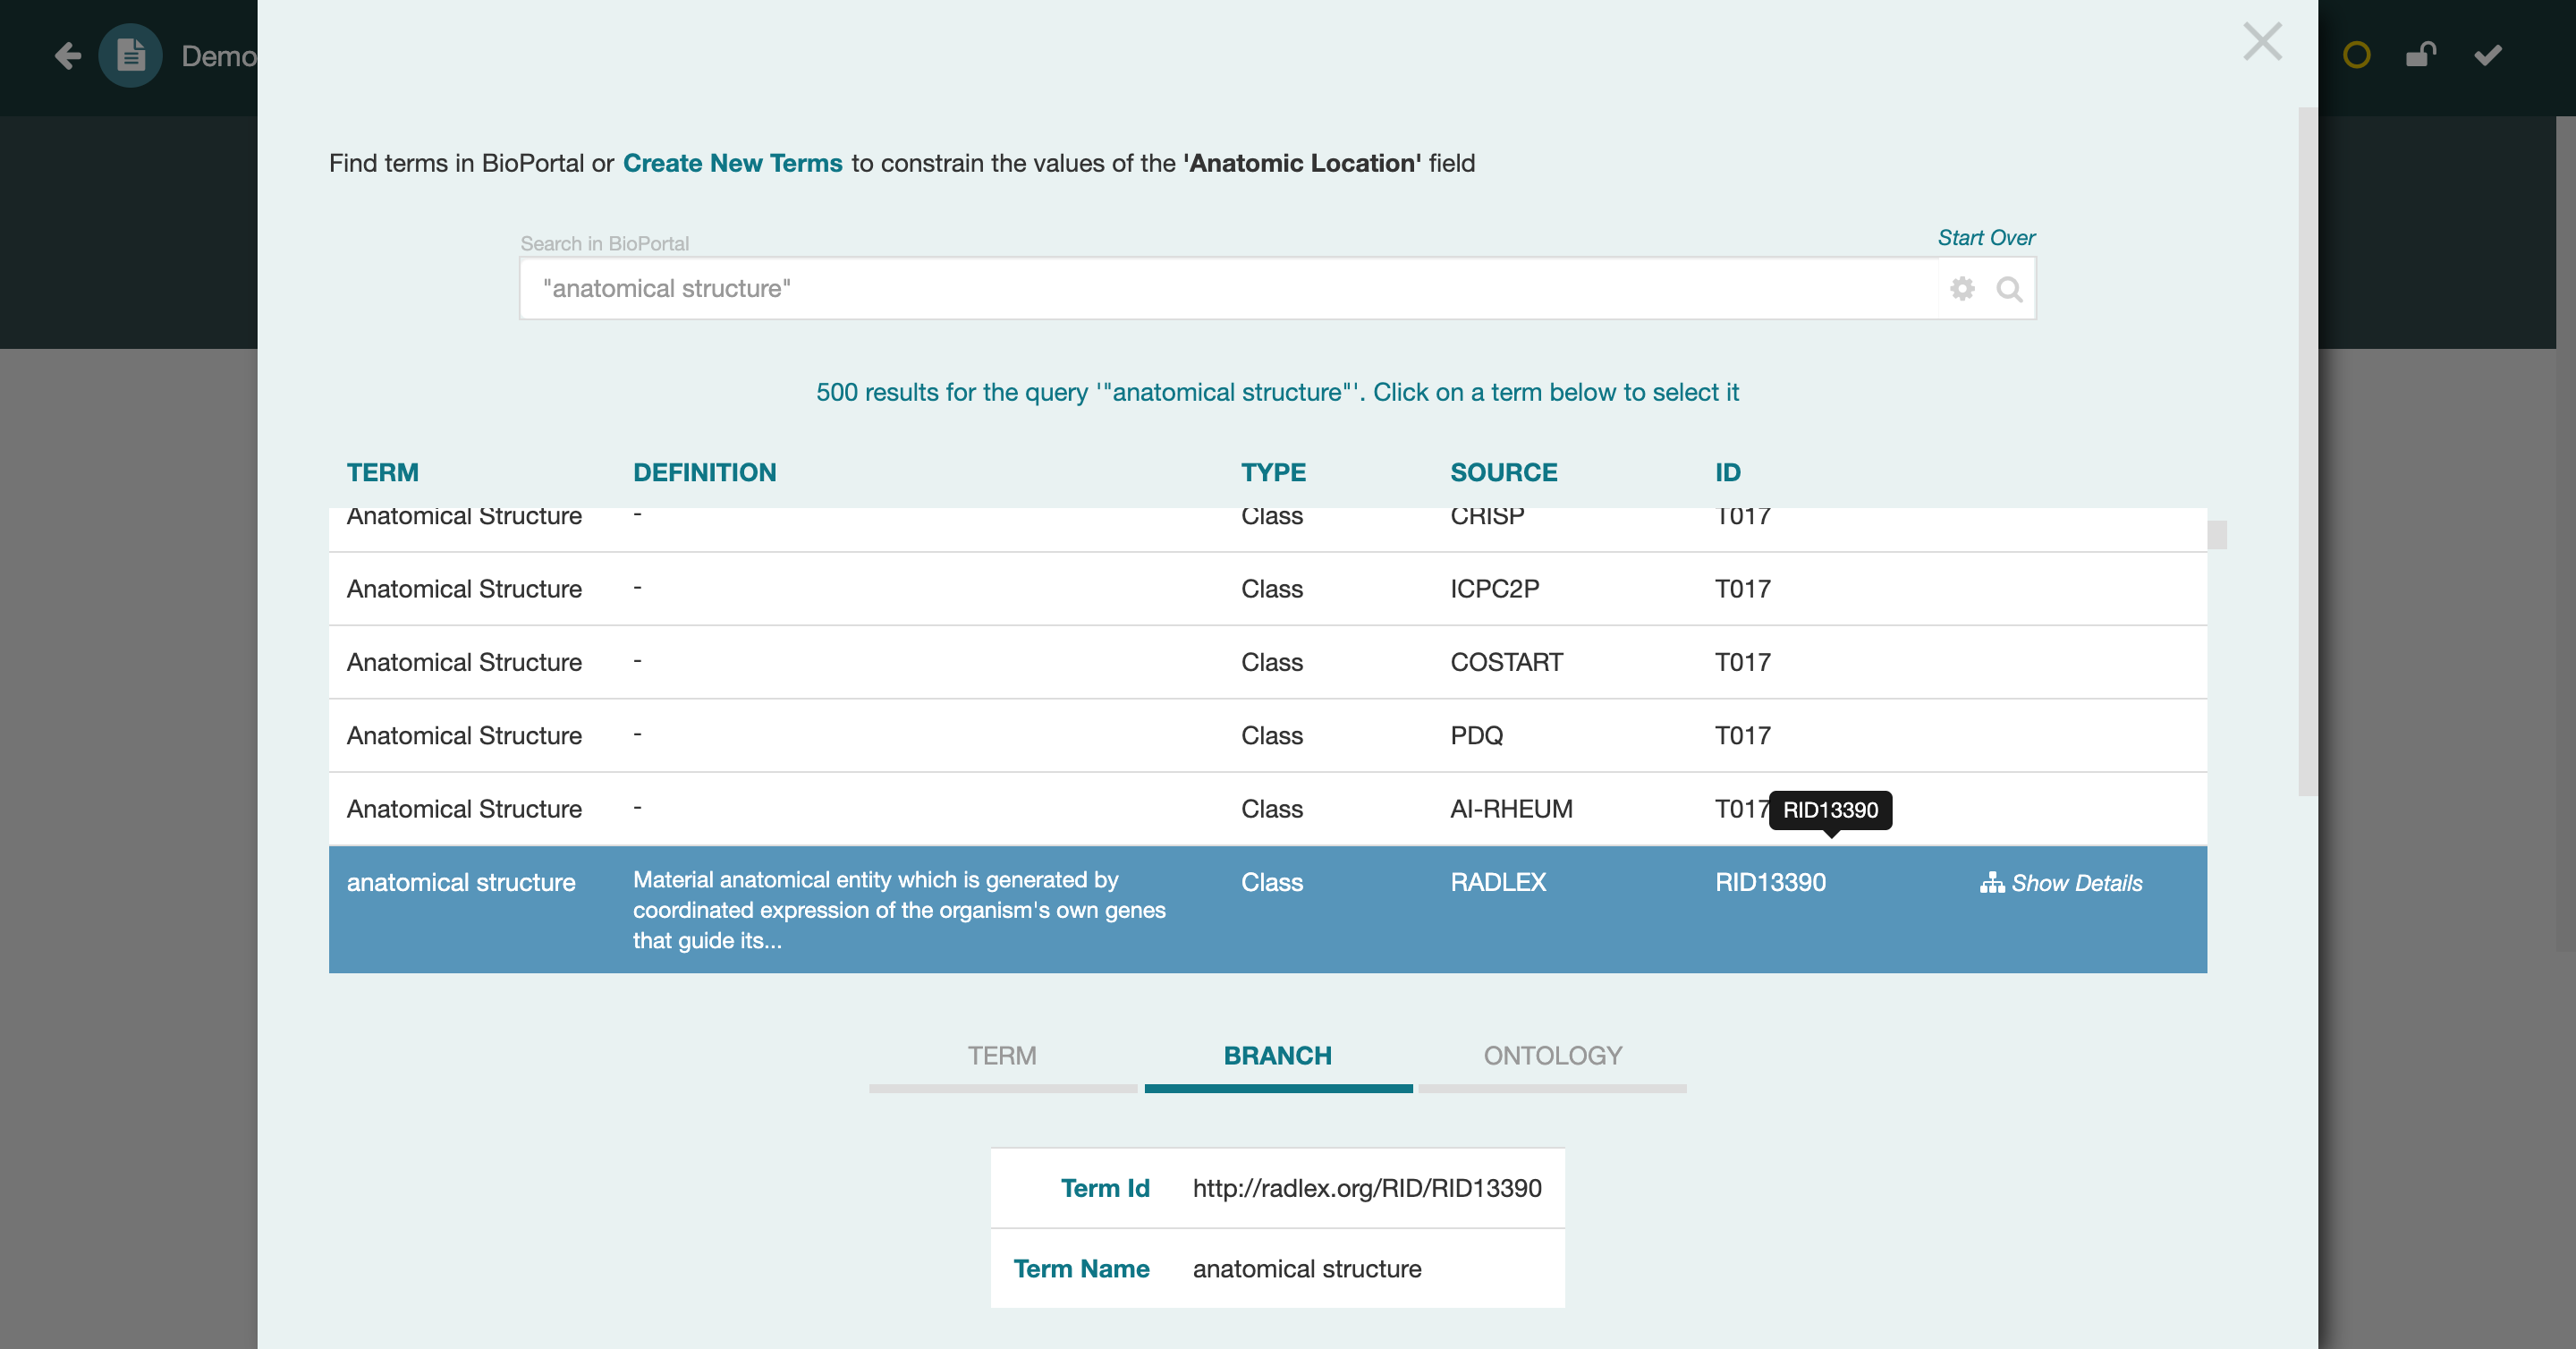 Demo
Find terms in BioPortal or Create New Terms to constrain the values of the 'Anatomic Location' field
Search in BioPortal
Start Over
"anatomical structure"
500 results for the query '"anatomical structure"'. Click on a term below to select it
TERM DEFINITION TYPE SOURCE ID
Anatomical Structure - Class CRISP T017
Anatomical Structure - Class ICPC2P T017
Anatomical Structure - Class COSTART T017
Anatomical Structure - Class PDQ T017
Anatomical Structure - Class AI-RHEUM T017
RID13390
anatomical structure Material anatomical entity which is generated by Class RADLEX RID13390 Show Details
coordinated expression of the organism's own genes
that guide its...
TERM BRANCH ONTOLOGY
Term Id http://radlex.org/RID/RID13390
Term Name anatomical structure